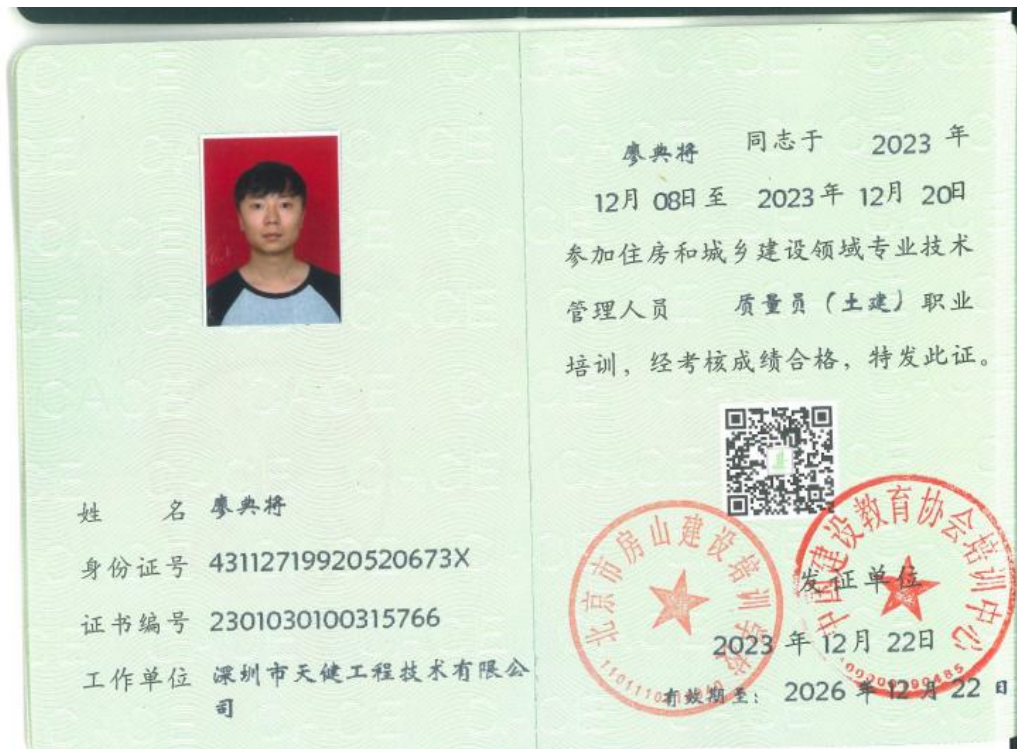 姓 名 廖典将
身份证号 43112719920520673X
证书编号 2301030100315766
工作单位 深圳市天健工程技术有限公
司
廖典将 同志于 2023 年
12月 08日 至 2023 年 12月 20日
参加住房和城乡建设领域专业技术
管理人员 质量员（土建）职业
培训，经考核成绩合格，特发此证。
北京市房山建设培训学校
中国建设教育协会培训中心
发证单位
2023 年 12月 22日
有效期至： 2026 年 12 月 22 日
CACE